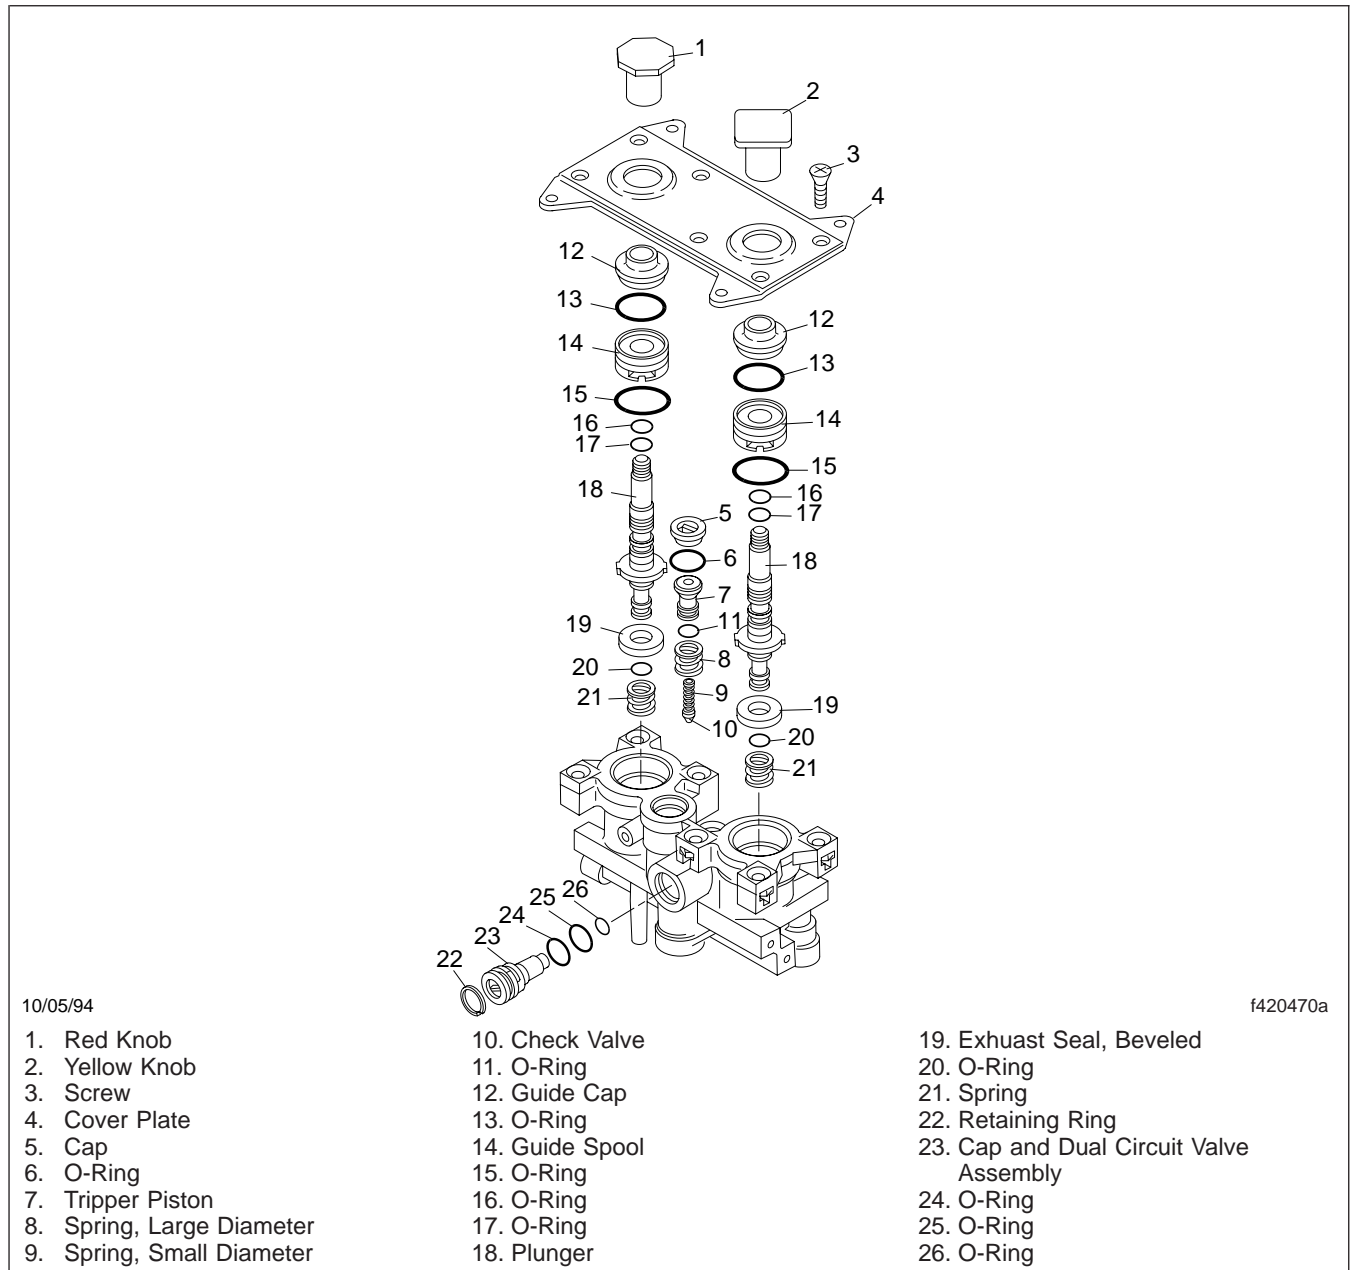 1
2
3
4
12
13
12
14
13
15
14
16
17
15
18
16
5
17
6
18
7
11
19
8
20
9
19
21
10
20
21
26
25
24
23
22
10/05/94
f420470a
1. Red Knob
2. Yellow Knob
3. Screw
4. Cover Plate
5. Cap
6. O-Ring
7. Tripper Piston
8. Spring, Large Diameter
9. Spring, Small Diameter
10. Check Valve
11. O-Ring
12. Guide Cap
13. O-Ring
14. Guide Spool
15. O-Ring
16. O-Ring
17. O-Ring
18. Plunger
19. Exhuast Seal, Beveled
20. O-Ring
21. Spring
22. Retaining Ring
23. Cap and Dual Circuit Valve
Assembly
24. O-Ring
25. O-Ring
26. O-Ring